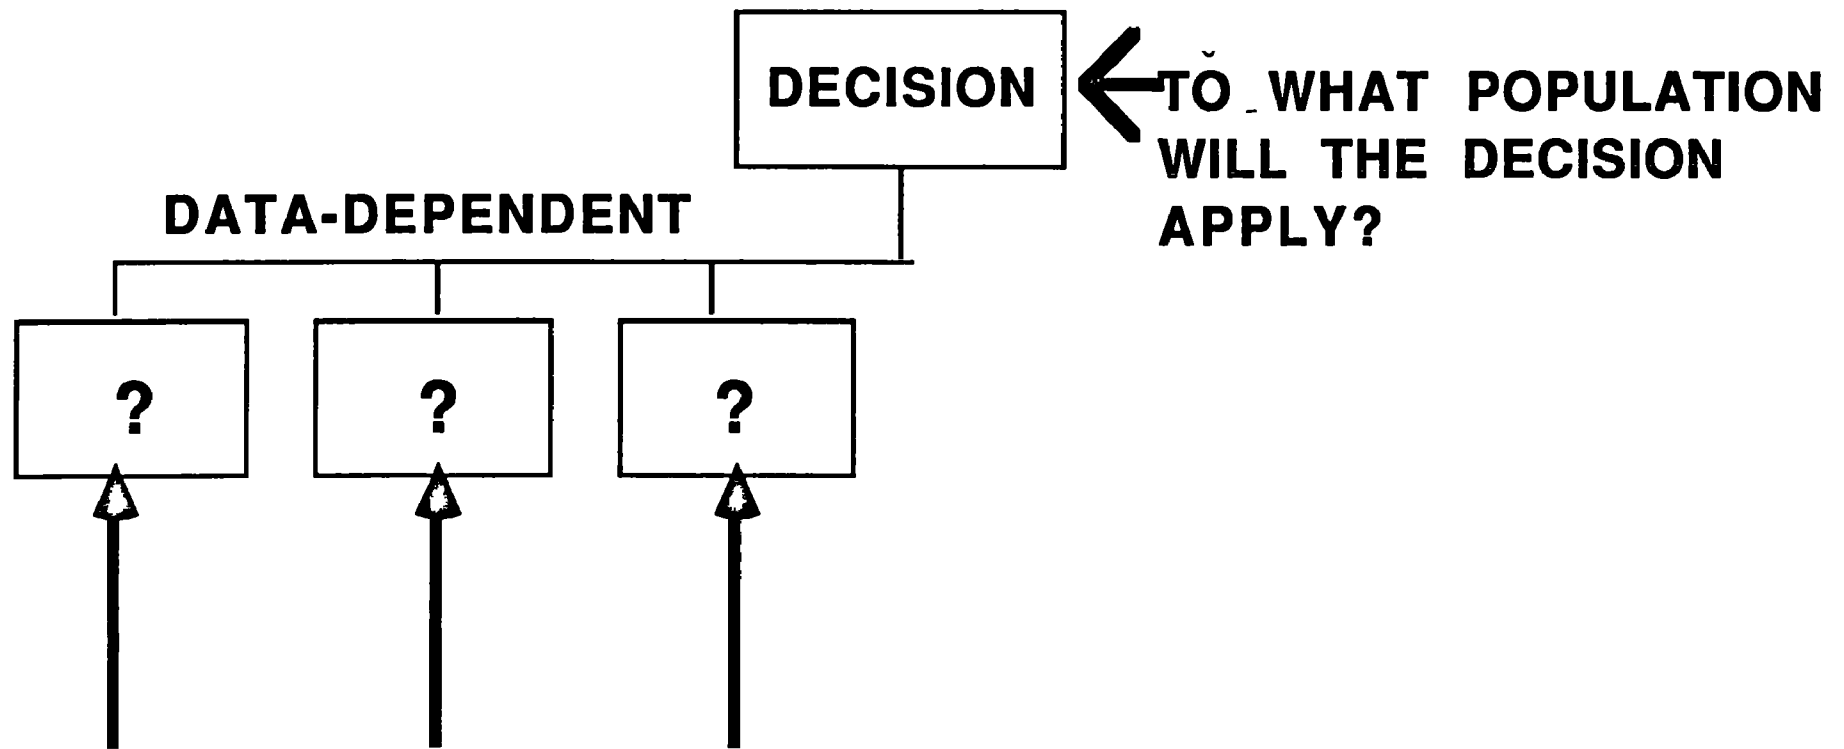 DECISION
TO WHAT POPULATION
WILL THE DECISION
APPLY?
DATA-DEPENDENT
? ? ?